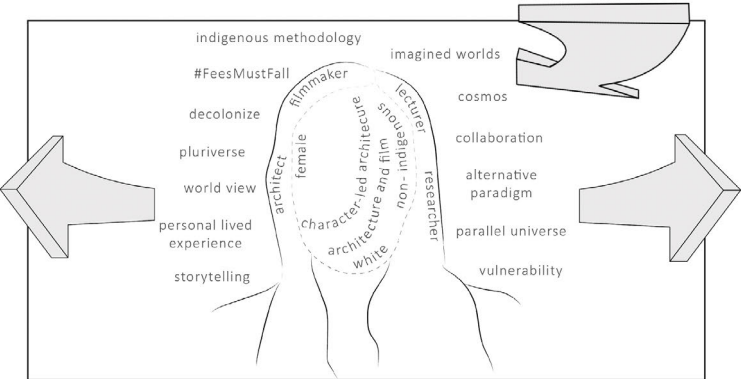 indigenous methodology
imagined worlds
#FeesMustFall
filmmaker
lecturer
cosmos
decolonize
collaboration
pluriverse
architect
female
character-led architecure
architecture and film
non-indigenous
white
researcher
world view
alternative
paradigm
personal lived
experience
parallel universe
storytelling
vulnerability